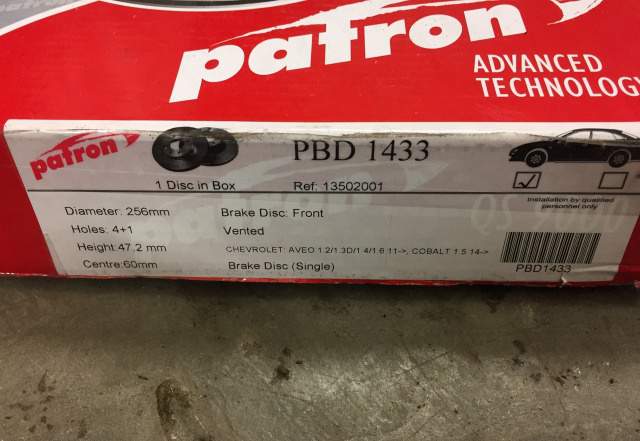 patron
ADVANCED
TECHNOLOGY
patron
PBD 1433
1 Disc in Box
Ref: 13502001
Installation by qualified
personnel only
Diameter: 256mm
Brake Disc: Front
Holes: 4+1
Vented
Height: 47.2 mm
CHEVROLET: AVEO 1.2/1.3D/1.4/1.6 11->, COBALT 1.5 14->
Centre:60mm
Brake Disc (Single)
PBD1433